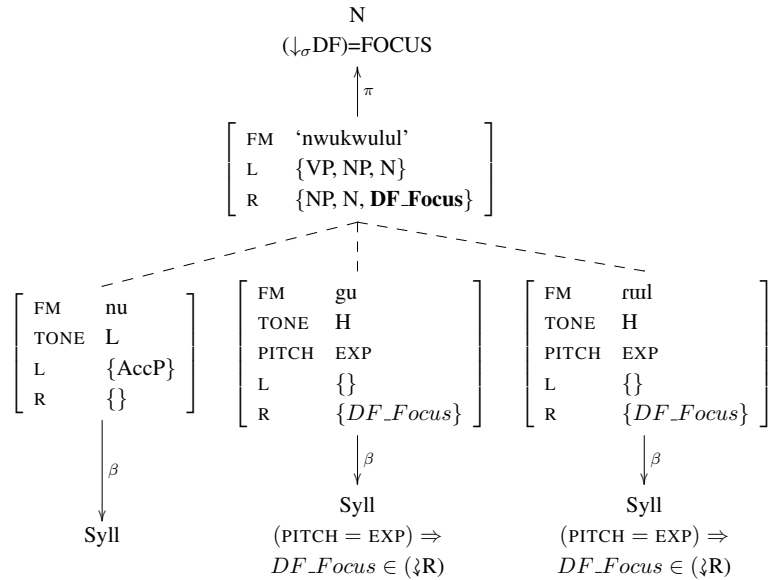 N
(↓σDF)=FOCUS
π
FM ‘nwukwulul’
L {VP, NP, N}
R {NP, N, DF_Focus}
FM nu
TONE L
L {AccP}
R {}
FM gu
TONE H
PITCH EXP
L {}
R {DF_Focus}
FM ɾɯl
TONE H
PITCH EXP
L {}
R {DF_Focus}
β
β
β
Syll
Syll
(PITCH = EXP) ⇒
DF_Focus ∈ (⤈R)
Syll
(PITCH = EXP) ⇒
DF_Focus ∈ (⤈R)